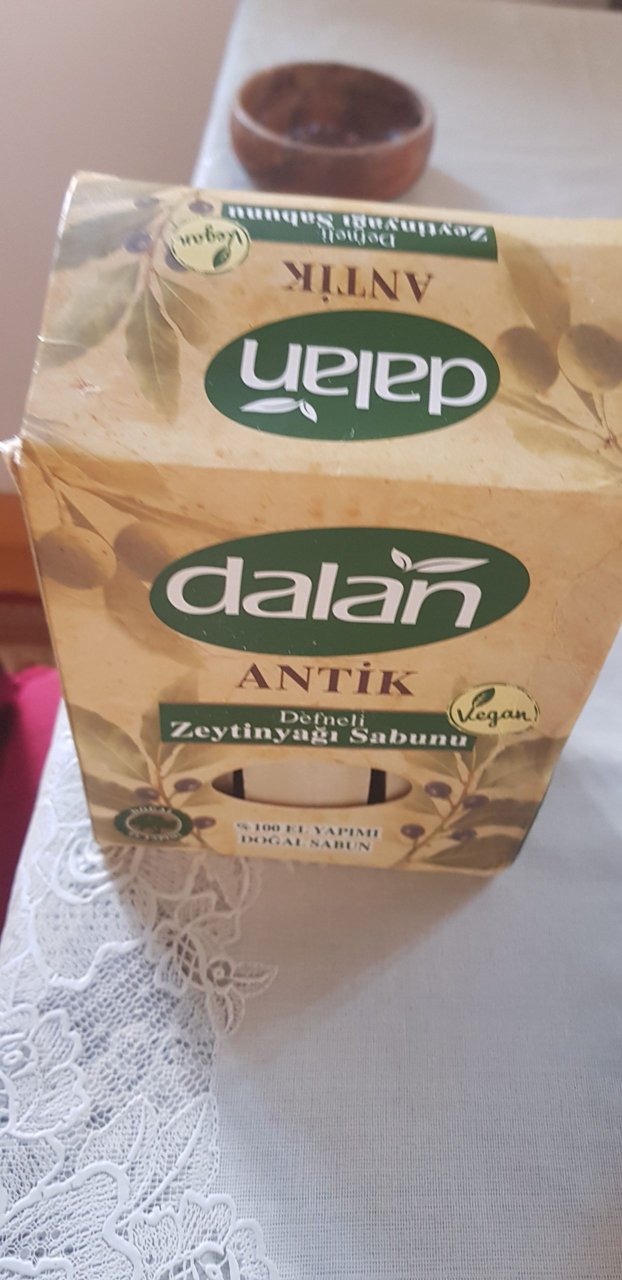 Zeytinyağı Sabunu
Defneli
Vegan
ANTİK
dalan
dalan
ANTİK
Defneli
Vegan
Zeytinyağı Sabunu
% 100 EL YAPIMI
DOĞAL SABUN